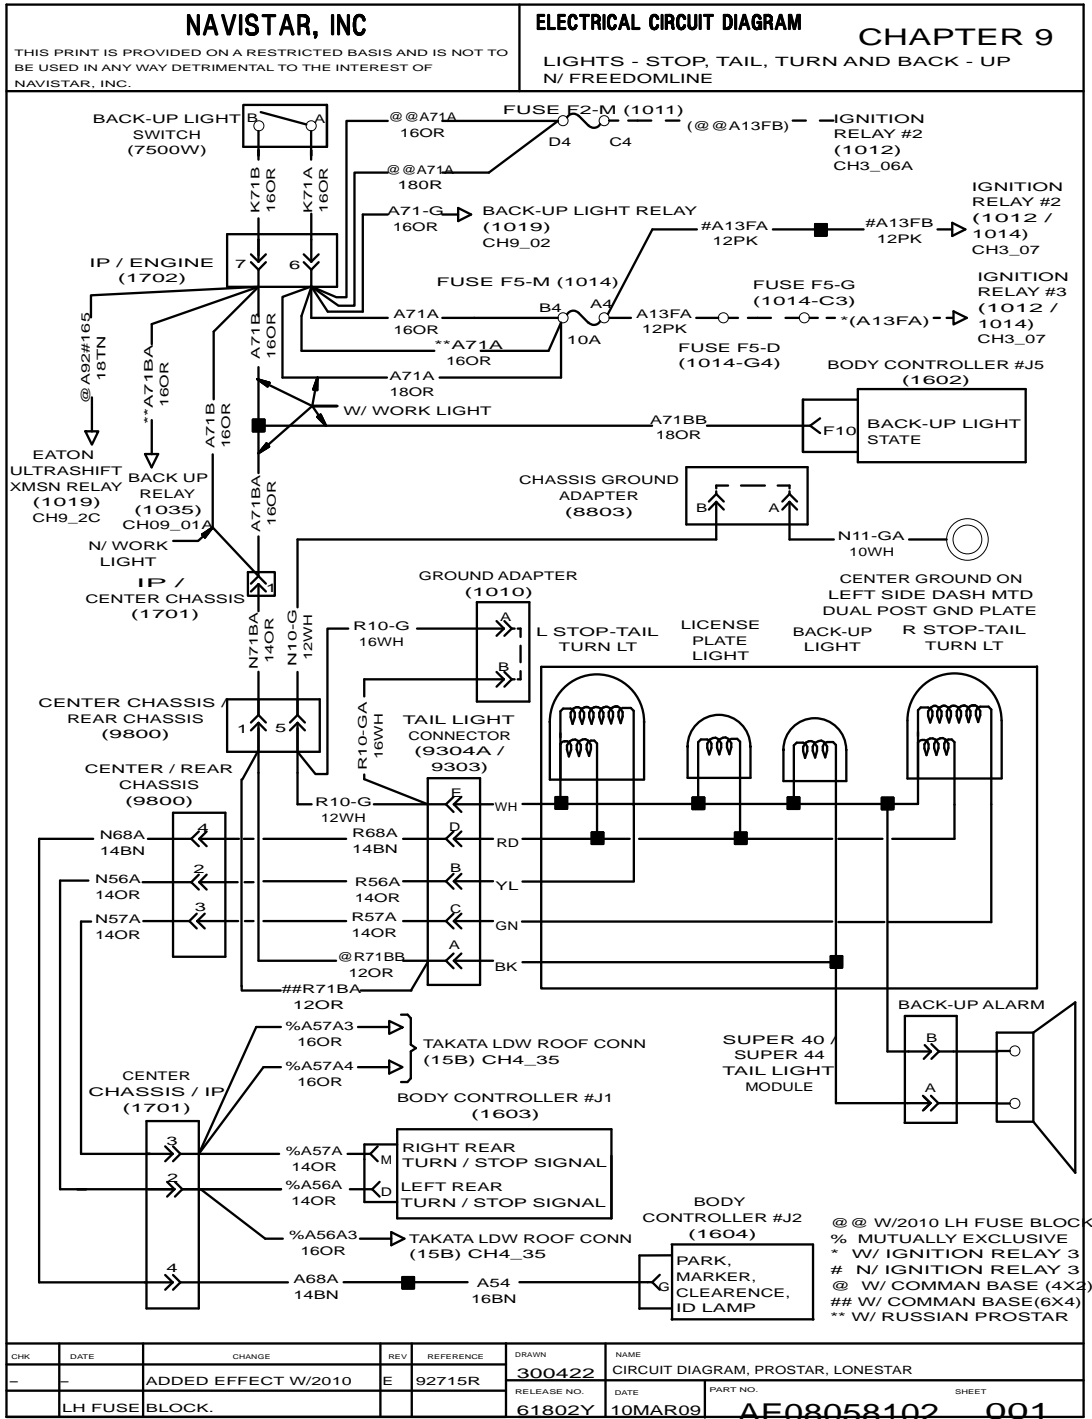 NAVISTAR, INC
THIS PRINT IS PROVIDED ON A RESTRICTED BASIS AND IS NOT TO
BE USED IN ANY WAY DETRIMENTAL TO THE INTEREST OF
NAVISTAR, INC.
ELECTRICAL CIRCUIT DIAGRAM
CHAPTER 9
LIGHTS - STOP, TAIL, TURN AND BACK - UP
N/ FREEDOMLINE
BACK-UP LIGHT
SWITCH
(7500W)
B
A
K71B
16OR
K71A
16OR
@@A71A
16OR
FUSE F2-M (1011)
D4
C4
(@@A13FB)
IGNITION
RELAY #2
(1012)
CH3_06A
@@A71A
18OR
A71-G
16OR
BACK-UP LIGHT RELAY
(1019)
CH9_02
#A13FA
12PK
#A13FB
12PK
IGNITION
RELAY #2
(1012 /
1014)
CH3_07
IP / ENGINE
(1702)
7
6
FUSE F5-M (1014)
B4
A4
10A
A71A
16OR
A13FA
12PK
FUSE F5-G
(1014-C3)
FUSE F5-D
(1014-G4)
*(A13FA)
IGNITION
RELAY #3
(1012 /
1014)
CH3_07
@A92#165
18TN
**A71BA
16OR
A71B
16OR
A71B
16OR
**A71A
16OR
A71A
18OR
W/ WORK LIGHT
A71BB
18OR
BODY CONTROLLER #J5
(1602)
F10
BACK-UP LIGHT
STATE
EATON
ULTRASHIFT
XMSN RELAY
(1019)
CH9_2C
BACK UP
RELAY
(1035)
CH09_01A
A71BA
16OR
N/ WORK
LIGHT
CHASSIS GROUND
ADAPTER
(8803)
B
A
N11-GA
10WH
CENTER GROUND ON
LEFT SIDE DASH MTD
DUAL POST GND PLATE
IP /
CENTER CHASSIS
(1701)
1
GROUND ADAPTER
(1010)
A
B
R10-G
16WH
N71BA
14OR
N10-G
12WH
R10-GA
16WH
L STOP-TAIL
TURN LT
LICENSE
PLATE
LIGHT
BACK-UP
LIGHT
R STOP-TAIL
TURN LT
CENTER CHASSIS /
REAR CHASSIS
(9800)
1
5
TAIL LIGHT
CONNECTOR
(9304A /
9303)
CENTER / REAR
CHASSIS
(9800)
R10-G
12WH
E
WH
N68A
14BN
4
R68A
14BN
D
RD
N56A
14OR
2
R56A
14OR
B
YL
N57A
14OR
3
R57A
14OR
C
GN
@R71BB
12OR
A
BK
##R71BA
12OR
%A57A3
16OR
%A57A4
16OR
TAKATA LDW ROOF CONN
(15B) CH4_35
SUPER 40 /
SUPER 44
TAIL LIGHT
MODULE
BACK-UP ALARM
B
A
CENTER
CHASSIS / IP
(1701)
BODY CONTROLLER #J1
(1603)
3
%A57A
14OR
M
RIGHT REAR
TURN / STOP SIGNAL
2
%A56A
14OR
D
LEFT REAR
TURN / STOP SIGNAL
%A56A3
16OR
TAKATA LDW ROOF CONN
(15B) CH4_35
4
A68A
14BN
A54
16BN
BODY
CONTROLLER #J2
(1604)
G
PARK,
MARKER,
CLEARENCE,
ID LAMP
@@ W/2010 LH FUSE BLOCK
% MUTUALLY EXCLUSIVE
* W/ IGNITION RELAY 3
# N/ IGNITION RELAY 3
@ W/ COMMAN BASE (4X2)
## W/ COMMAN BASE(6X4)
** W/ RUSSIAN PROSTAR
CHK DATE CHANGE REV REFERENCE
– – ADDED EFFECT W/2010 E 92715R
LH FUSE BLOCK.
DRAWN
300422
NAME
CIRCUIT DIAGRAM, PROSTAR, LONESTAR
RELEASE NO.
61802Y
DATE
10MAR09
PART NO.
AE08058102
SHEET
001